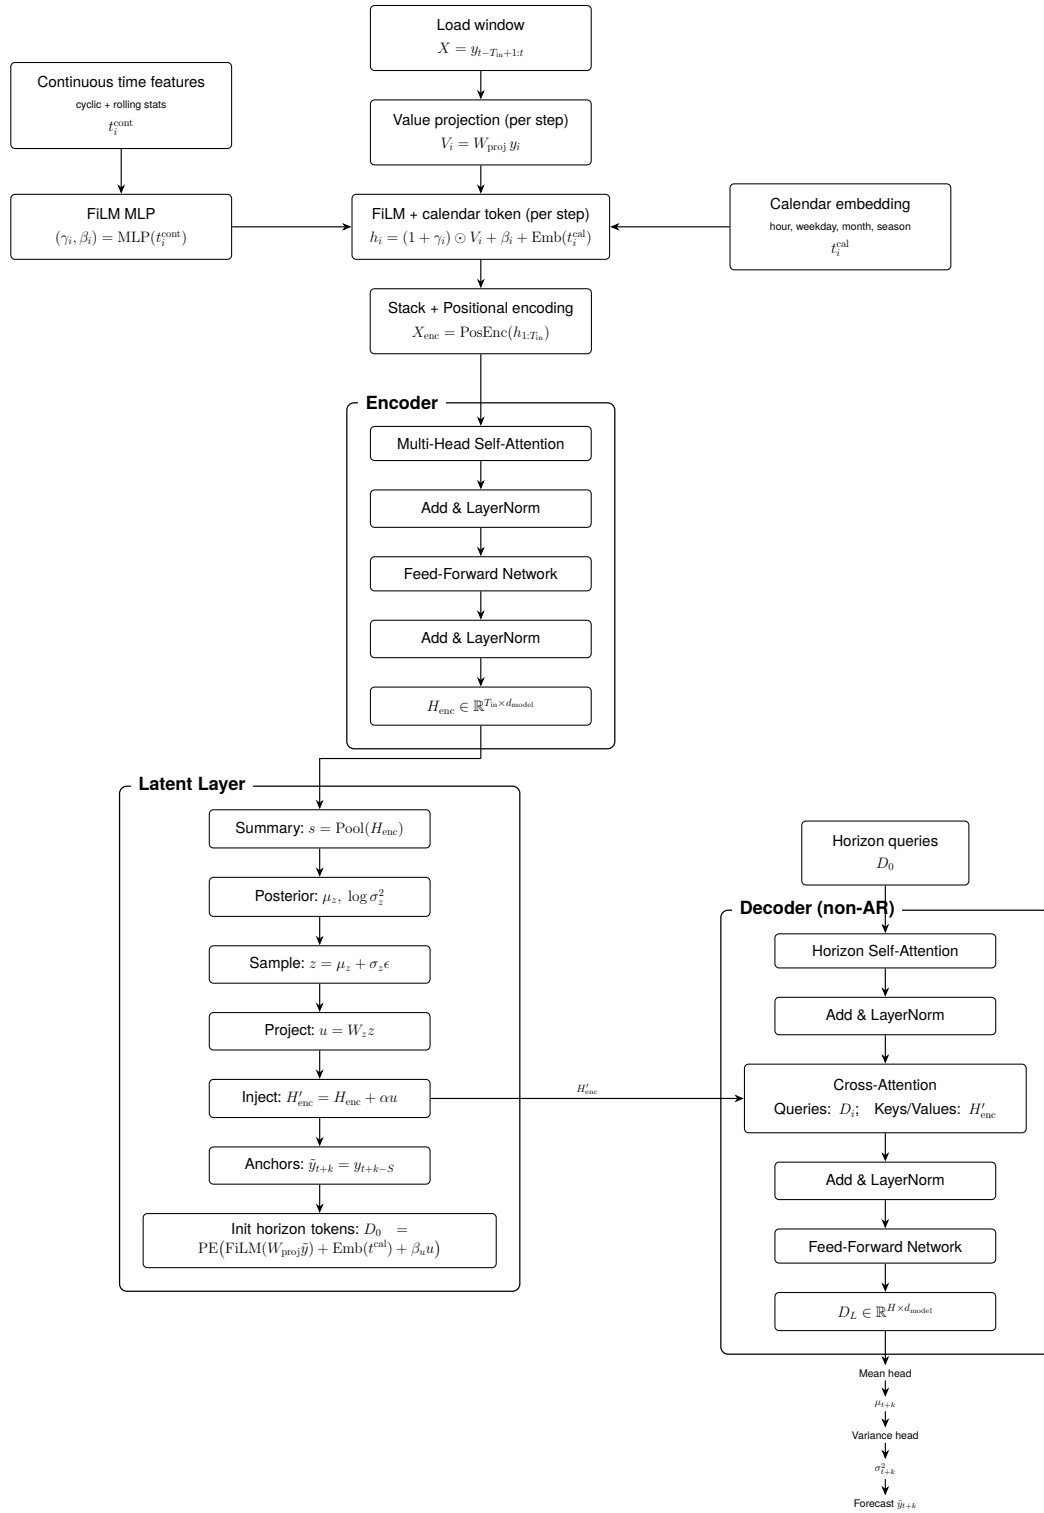 Load window
X = y_{t−T_in+1:t}
Continuous time features
cyclic + rolling stats
t_i^cont
Value projection (per step)
V_i = W_proj y_i
FiLM MLP
(γ_i, β_i) = MLP(t_i^cont)
FiLM + calendar token (per step)
h_i = (1 + γ_i) ⊙ V_i + β_i + Emb(t_i^cal)
Calendar embedding
hour, weekday, month, season
t_i^cal
Stack + Positional encoding
X_enc = PosEnc(h_{1:T_in})
Encoder
Multi-Head Self-Attention
Add & LayerNorm
Feed-Forward Network
Add & LayerNorm
H_enc ∈ ℝ^{T_in×d_model}
Latent Layer
Summary: s = Pool(H_enc)
Posterior: μ_z, log σ_z^2
Sample: z = μ_z + σ_z ϵ
Project: u = W_z z
Inject: H′_enc = H_enc + αu
Anchors: ỹ_{t+k} = y_{t+k−S}
Init horizon tokens: D_0 =
PE(FiLM(W_proj ỹ) + Emb(t^cal) + β_u u)
H′_enc
Horizon queries
D_0
Decoder (non-AR)
Horizon Self-Attention
Add & LayerNorm
Cross-Attention
Queries: D_i; Keys/Values: H′_enc
Add & LayerNorm
Feed-Forward Network
D_L ∈ ℝ^{H×d_model}
Mean head
μ_{t+k}
Variance head
σ_{t+k}^2
Forecast ŷ_{t+k}